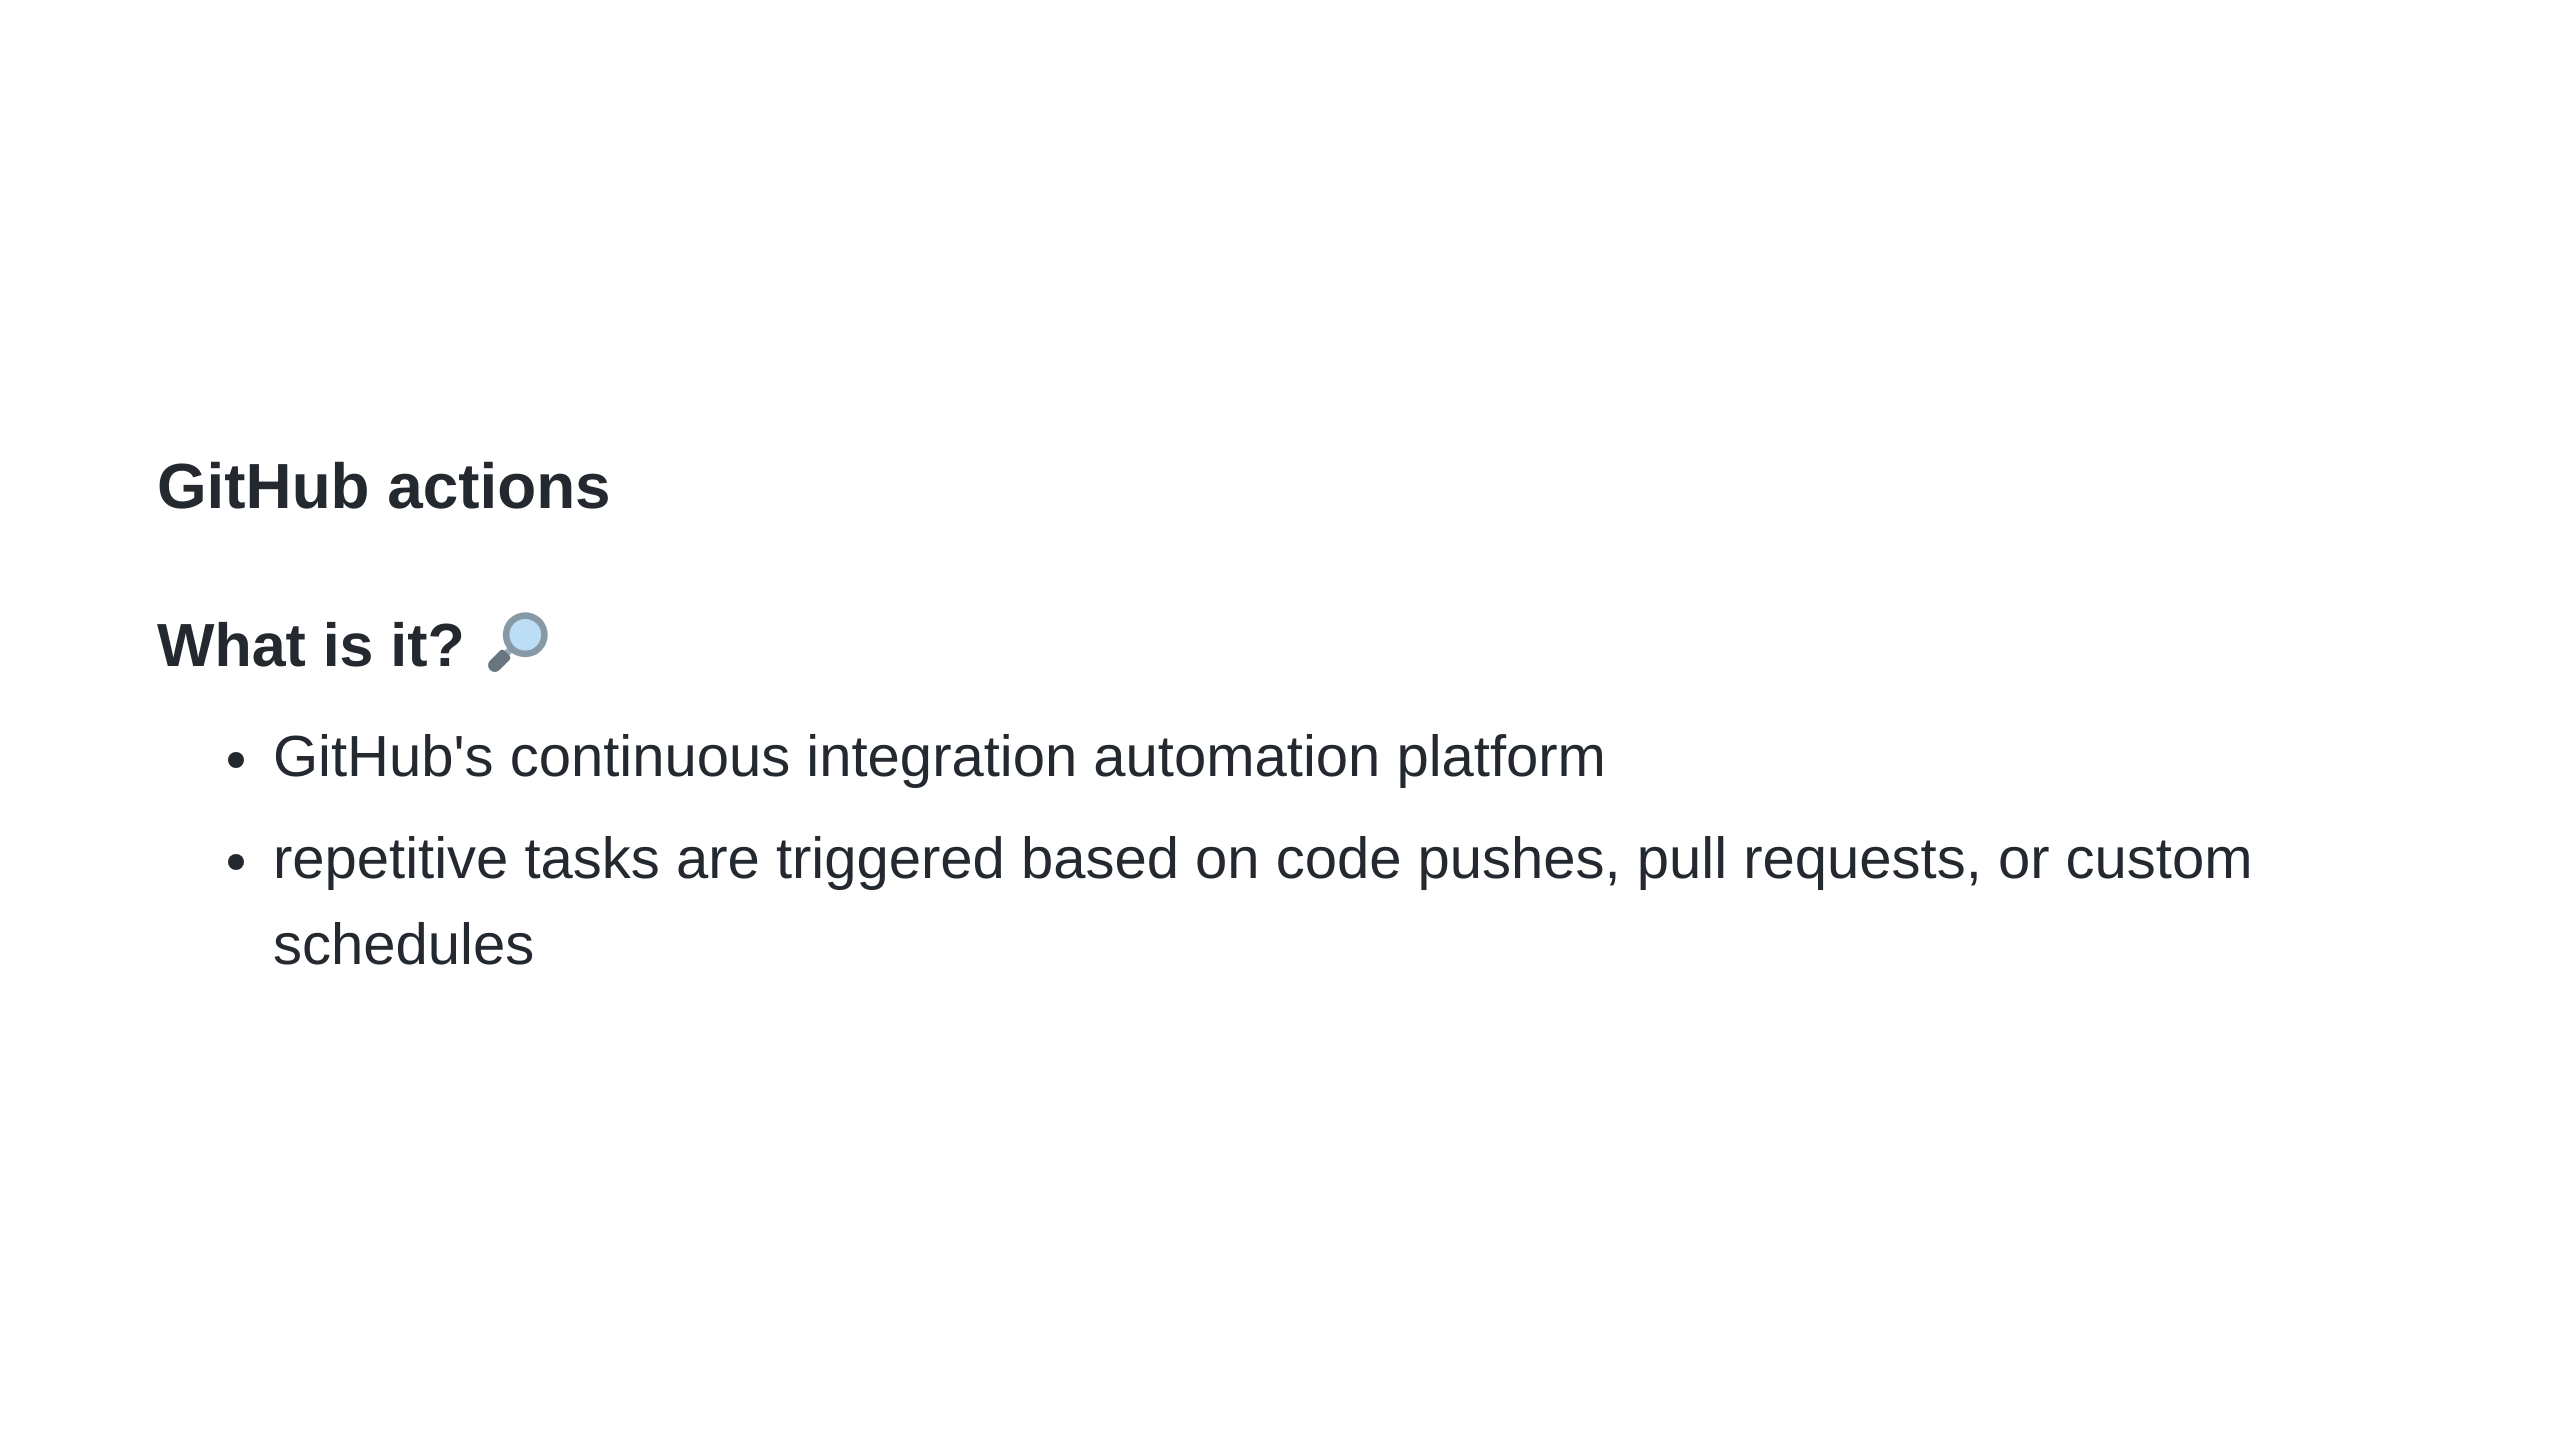 GitHub actions
What is it? 🔎
GitHub's continuous integration automation platform
repetitive tasks are triggered based on code pushes, pull requests, or custom
schedules